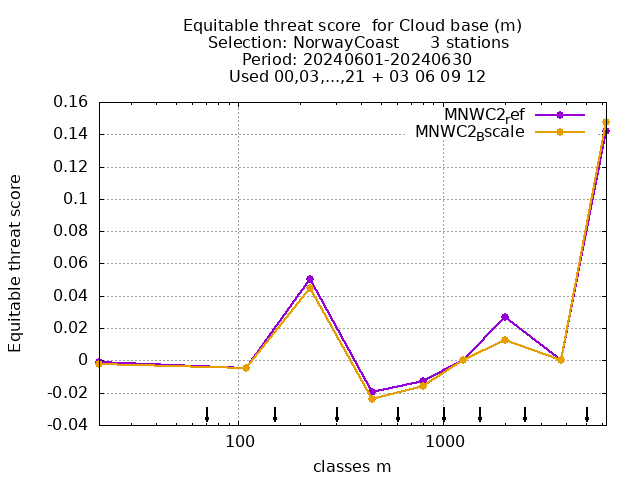 Equitable threat score  for Cloud base (m)
Selection: NorwayCoast      3 stations
Period: 20240601-20240630
Used 00,03,...,21 + 03 06 09 12
MNWC2ref
MNWC2Bscale
0.16
0.14
0.12
0.1
0.08
0.06
0.04
0.02
0
-0.02
-0.04
Equitable threat score
100
1000
classes m